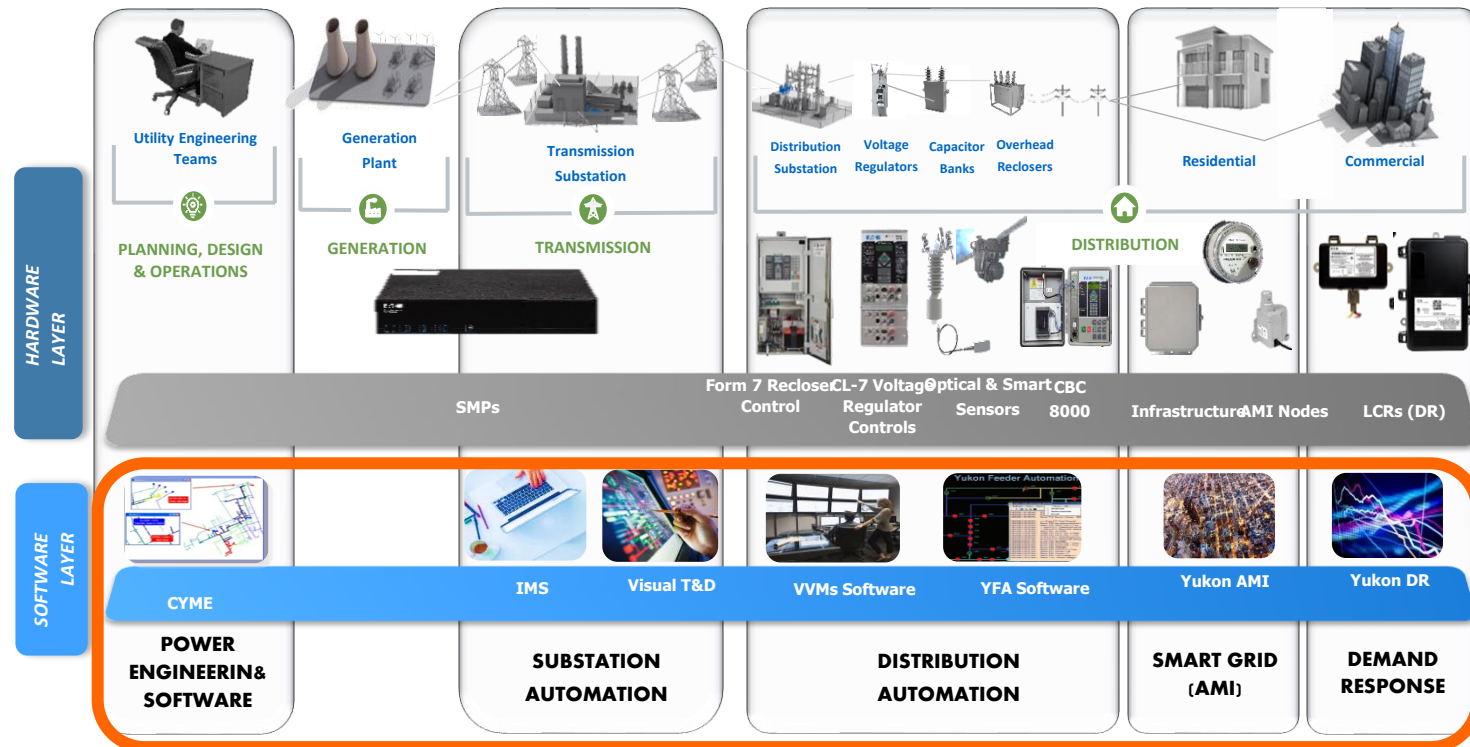 Utility Engineering
Teams
Generation
Plant
Transmission
Substation
Distribution
Substation
Voltage
Regulators
Capacitor
Banks
Overhead
Reclosers
Residential
Commercial
PLANNING, DESIGN
& OPERATIONS
GENERATION
TRANSMISSION
DISTRIBUTION
HARDWARE
LAYER
SMPs
Form 7 Recloser
Control
CL-7 Voltage
Regulator
Controls
Optical & Smart
Sensors
CBC
8000
Infrastructure
AMI Nodes
LCRs (DR)
SOFTWARE
LAYER
Yukon Feeder Automation
CYME
IMS
Visual T&D
VVMs Software
YFA Software
Yukon AMI
Yukon DR
POWER
ENGINEERIN&
SOFTWARE
SUBSTATION
AUTOMATION
DISTRIBUTION
AUTOMATION
SMART GRID
(AMI)
DEMAND
RESPONSE